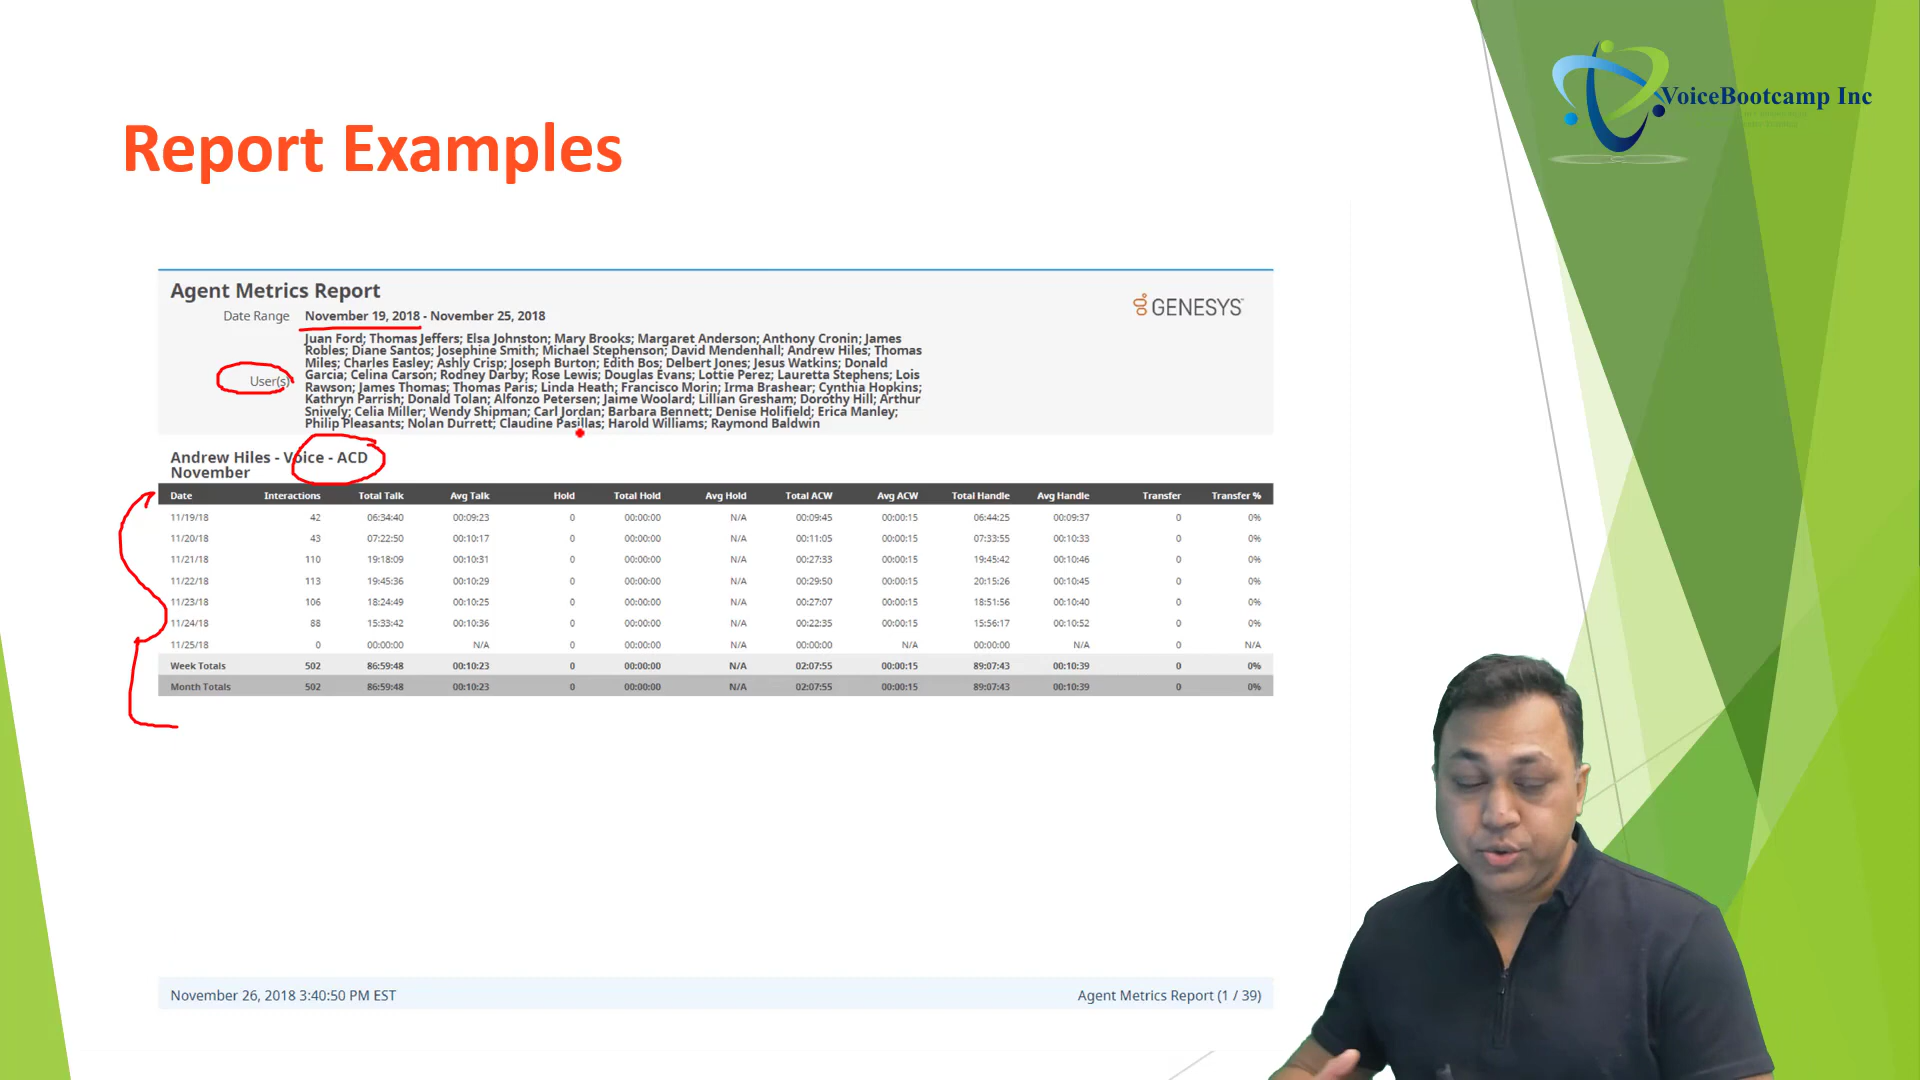 VoiceBootcamp Inc
Report Examples
Agent Metrics Report
GENESYS
Date Range November 19, 2018 - November 25, 2018
User(s)
Juan Ford; Thomas Jeffers; Elsa Johnston; Mary Brooks; Margaret Anderson; Anthony Cronin; James
Robles; Diane Santos; Josephine Smith; Michael Stephenson; David Mendenhall; Andrew Hiles; Thomas
Miles; Charles Easley; Ashly Crisp; Joseph Burton; Edith Bos; Delbert Jones; Jesus Watkins; Donald
Garcia; Celina Carson; Rodney Darby; Rose Lewis; Douglas Evans; Lottie Perez; Lauretta Stephens; Lois
Rawson; James Thomas; Thomas Paris; Linda Heath; Francisco Morin; Irma Brashear; Cynthia Hopkins;
Kathryn Parrish; Donald Tolan; Alfonzo Petersen; Jaime Woolard; Lillian Gresham; Dorothy Hill; Arthur
Snively; Celia Miller; Wendy Shipman; Carl Jordan; Barbara Bennett; Denise Holifield; Erica Manley;
Philip Pleasants; Nolan Durrett; Claudine Pasillas; Harold Williams; Raymond Baldwin
Andrew Hiles - Voice - ACD
November
Date Interactions Total Talk Avg Talk Hold Total Hold Avg Hold Total ACW Avg ACW Total Handle Avg Handle Transfer Transfer %
11/19/18 42 06:34:40 00:09:23 0 00:00:00 N/A 00:09:45 00:00:15 06:44:25 00:09:37 0 0%
11/20/18 43 07:22:50 00:10:17 0 00:00:00 N/A 00:11:05 00:00:15 07:33:55 00:10:33 0 0%
11/21/18 110 19:18:09 00:10:31 0 00:00:00 N/A 00:27:33 00:00:15 19:45:42 00:10:46 0 0%
11/22/18 113 19:45:36 00:10:29 0 00:00:00 N/A 00:29:50 00:00:15 20:15:26 00:10:45 0 0%
11/23/18 106 18:24:49 00:10:25 0 00:00:00 N/A 00:27:07 00:00:15 18:51:56 00:10:40 0 0%
11/24/18 88 15:33:42 00:10:36 0 00:00:00 N/A 00:22:35 00:00:15 15:56:17 00:10:52 0 0%
11/25/18 0 00:00:00 N/A 0 00:00:00 N/A 00:00:00 N/A 00:00:00 N/A 0 N/A
Week Totals 502 86:59:48 00:10:23 0 00:00:00 N/A 02:07:55 00:00:15 89:07:43 00:10:39 0 0%
Month Totals 502 86:59:48 00:10:23 0 00:00:00 N/A 02:07:55 00:00:15 89:07:43 00:10:39 0 0%
November 26, 2018 3:40:50 PM EST
Agent Metrics Report (1 / 39)